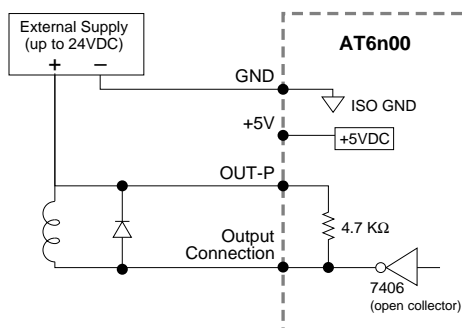 External Supply
(up to 24VDC)
+ –
AT6n00
GND
ISO GND
+5V
+5VDC
OUT-P
4.7 KΩ
Output
Connection
7406
(open collector)